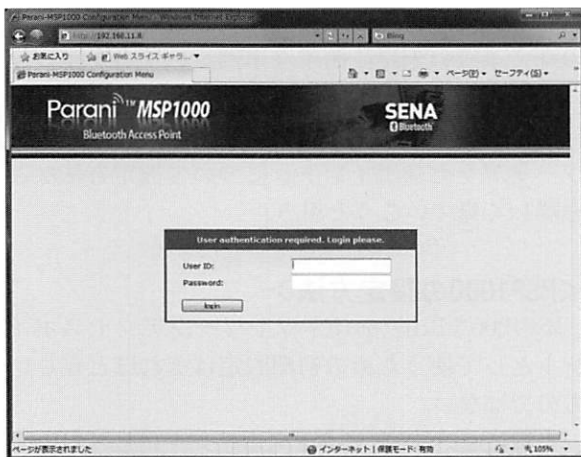 Parani-MSP1000 Configuration Menu - Windows Internet Explorer
http://192.168.11.8/
Bing
お気に入り
Web スライス ギャラ...
Parani-MSP1000 Configuration Menu
ページ(P)
セーフティ(S)
Parani™ MSP1000
Bluetooth Access Point
SENA
Bluetooth
User authentication required. Login please.
User ID:
Password:
login
ページが表示されました
インターネット | 保護モード: 有効
105%